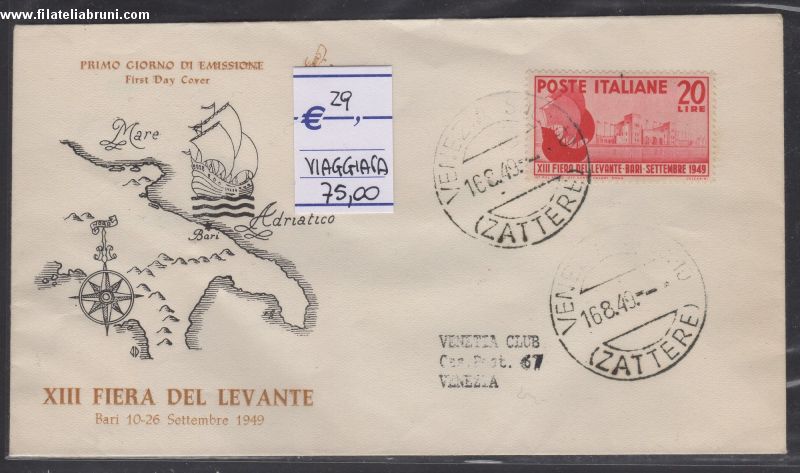 www.filateliabruni.com
PRIMO GIORNO DI EMISSIONE
First Day Cover
29
€
VIAGGIATA
75,00
POSTE ITALIANE
20
LIRE
XIII FIERA DEL LEVANTE-BARI-SETTEMBRE 1949
16.8.49.
(ZATTERE)
Mare
Adriatico
Bari
16.8.49.
(ZATTERE)
VENETIA CLUB
Cas.Post. 67
VENEZIA
XIII FIERA DEL LEVANTE
Bari 10-26 Settembre 1949